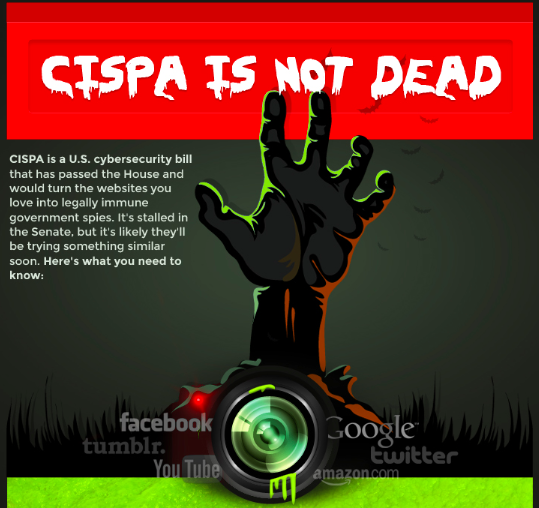 CISPA IS NOT DEAD
CISPA is a U.S. cybersecurity bill
that has passed the House and
would turn the websites you
love into legally immune
government spies. It's stalled in
the Senate, but it's likely they'll
be trying something similar
soon. Here's what you need to
know:
facebook
Google
tumblr.
twitter
You Tube
amazon.com